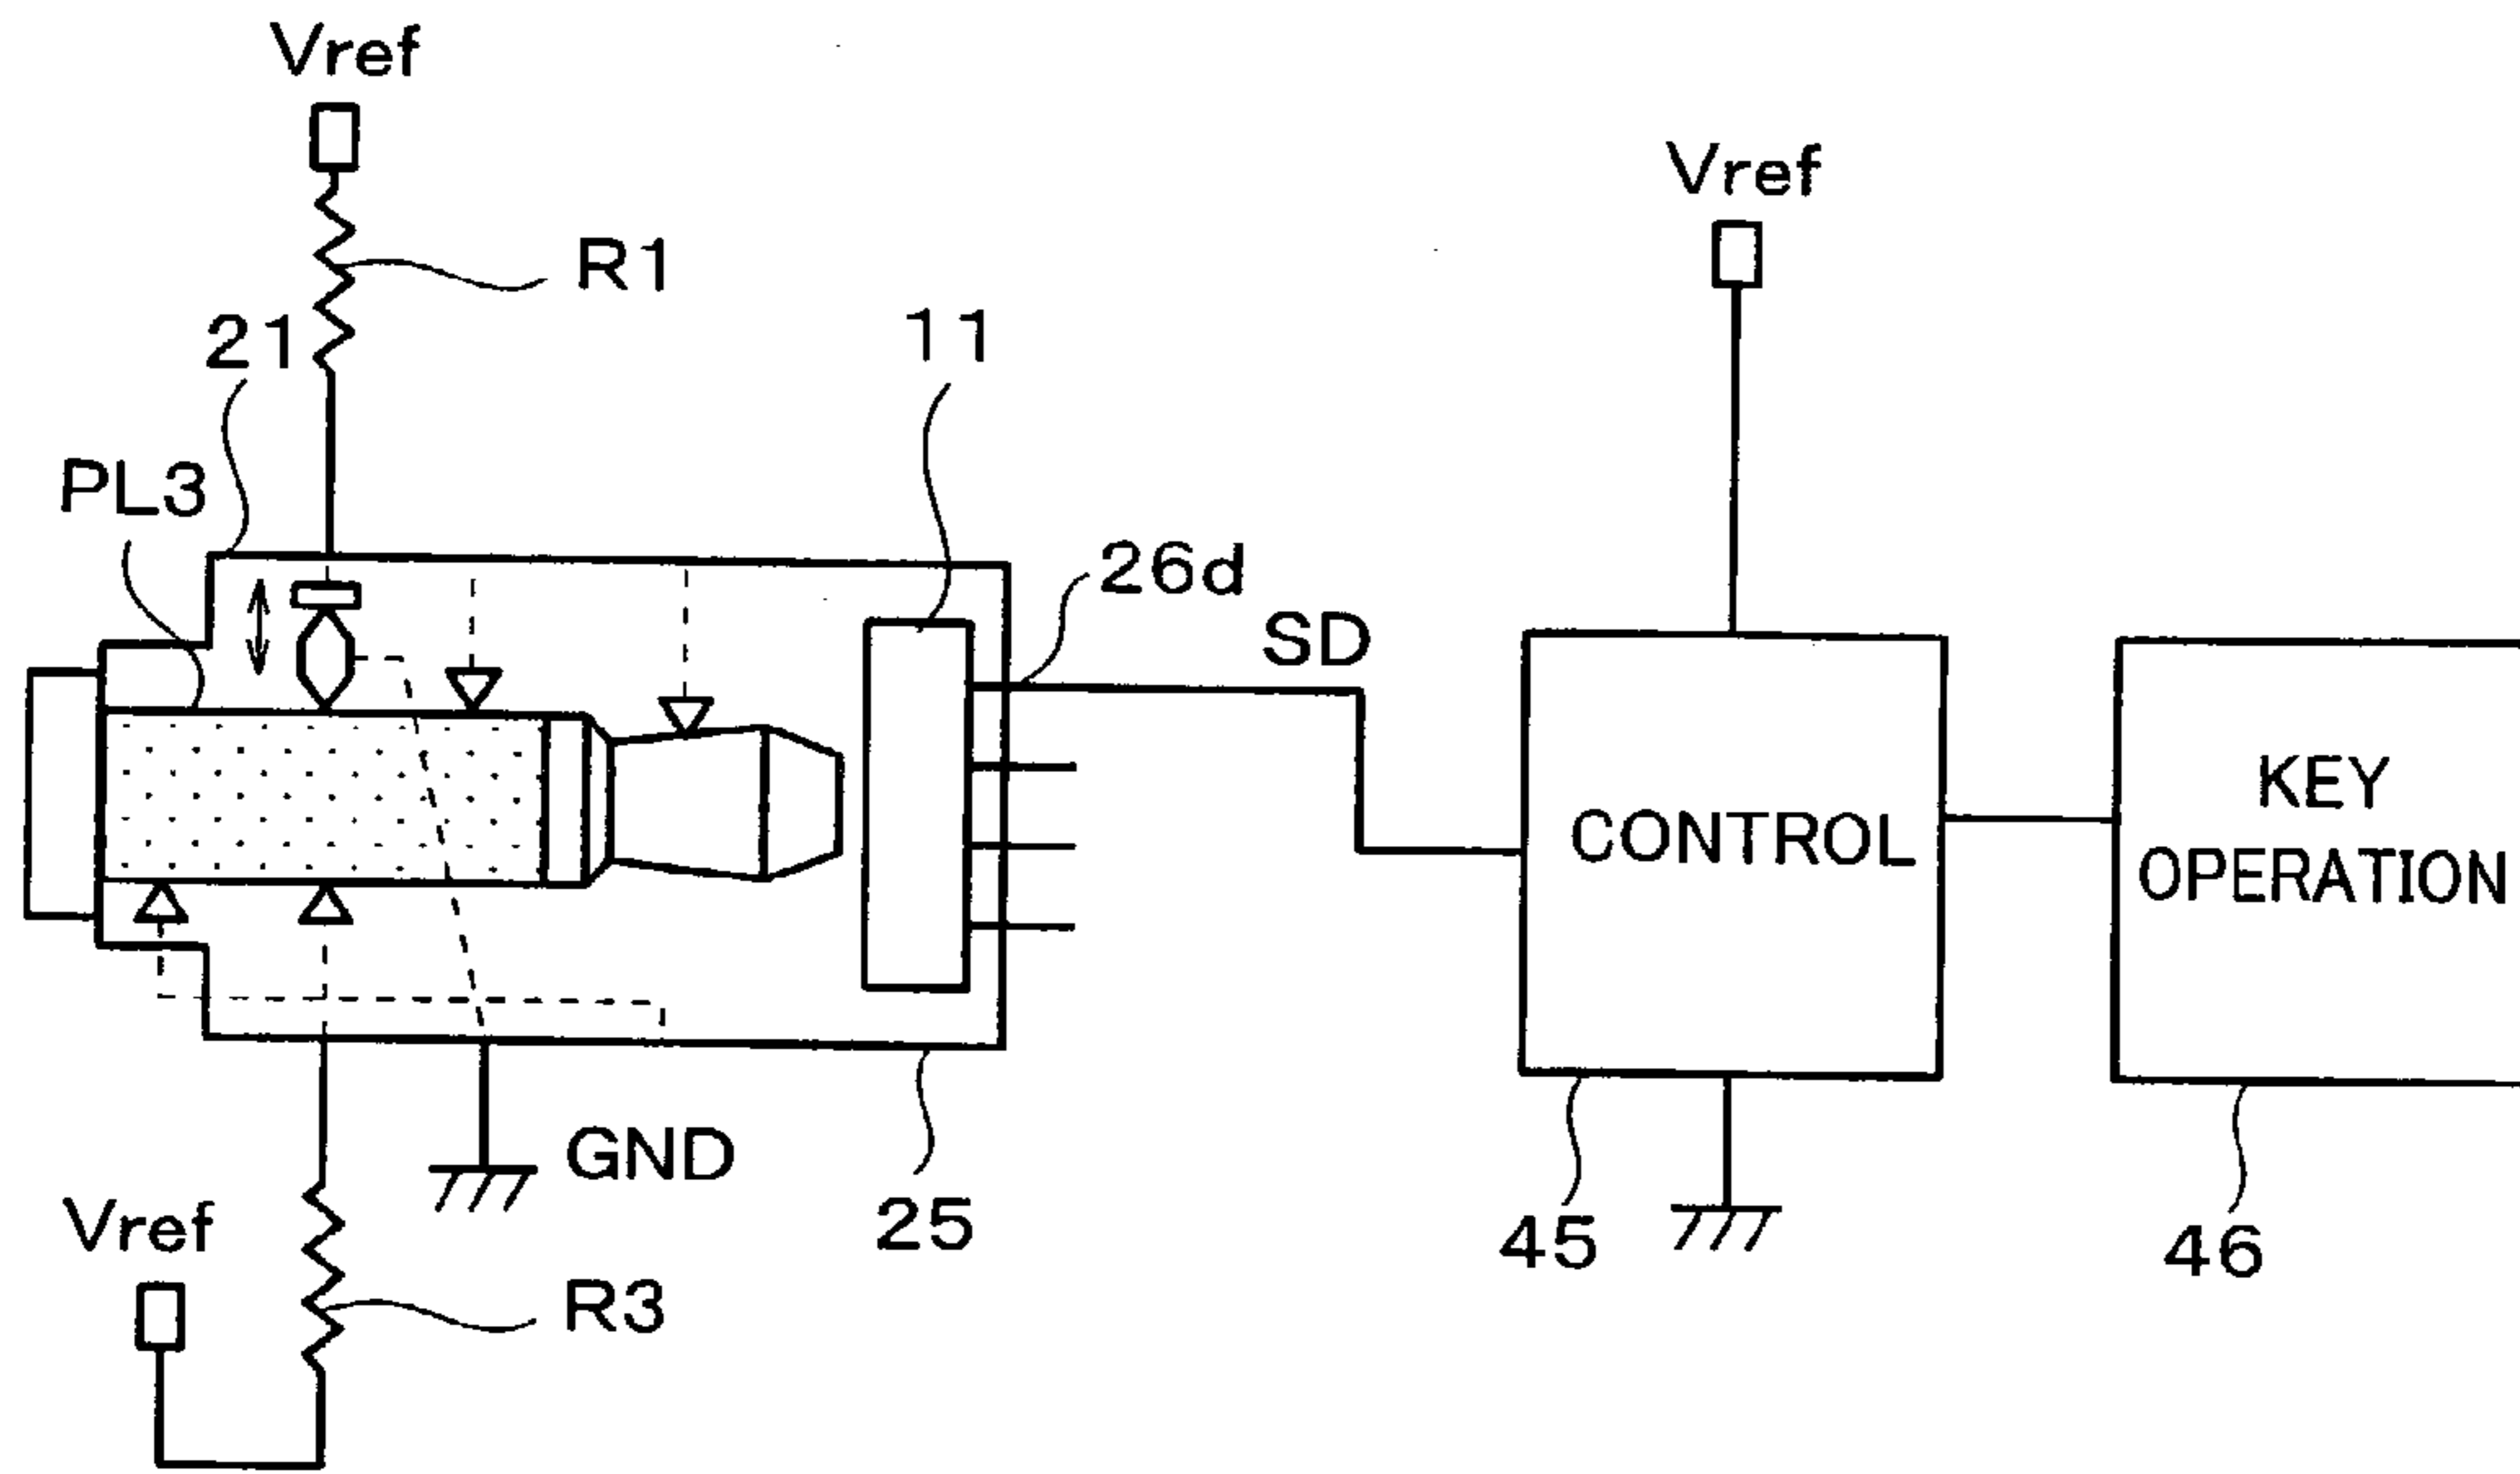 Vref
Vref
R1
21
11
PL3
26d
SD
KEY
OPERATION
CONTROL
GND
25
Vref
45
46
R3